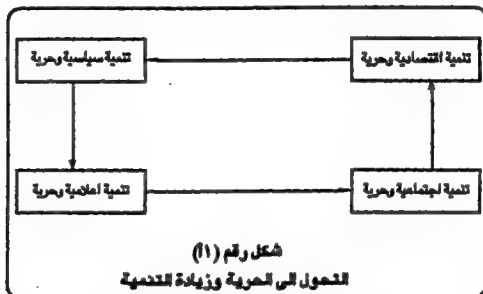 تنمية اقتصادية وحرية
تنمية سياسية وحرية
تنمية اجتماعية وحرية
تنمية اعلامية وحرية
شكل رقم (١أ)
التحول الى الحرية وزيادة التنمية